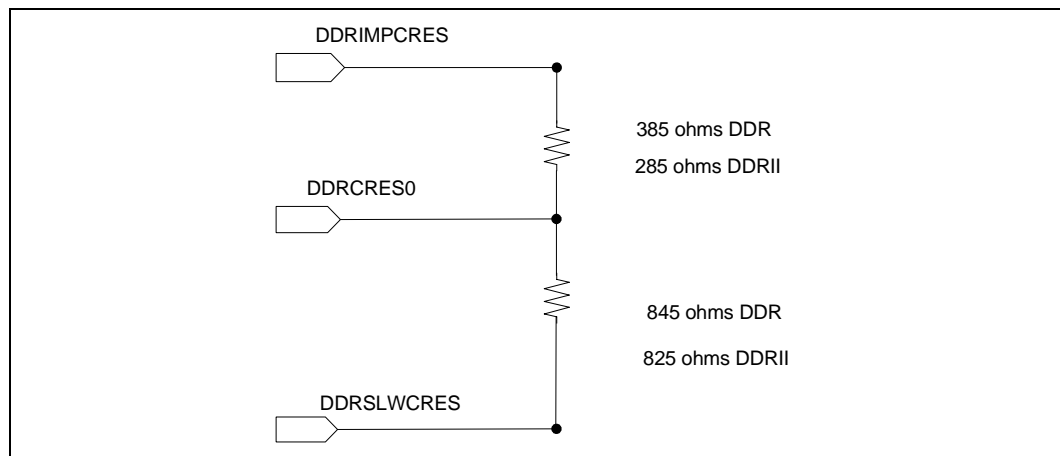 DDRIMPCRES
385 ohms DDR
285 ohms DDRII
DDRCRES0
845 ohms DDR
825 ohms DDRII
DDRSLWCRES